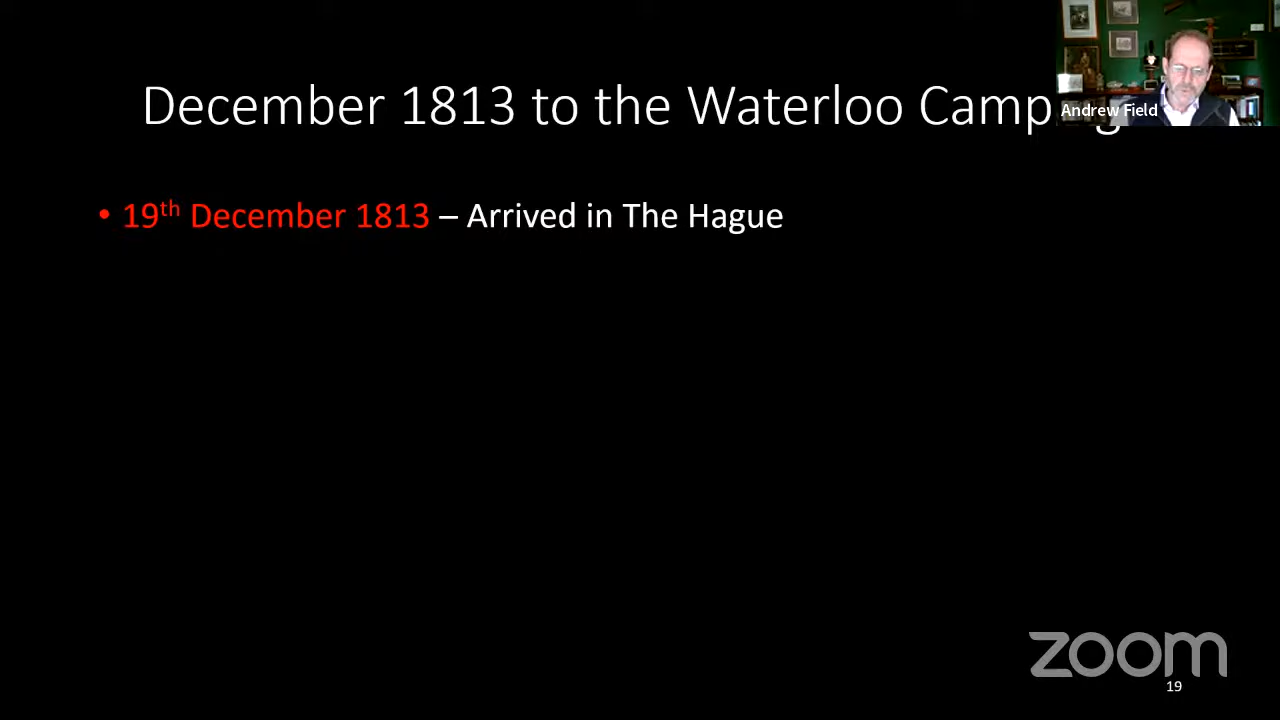 December 1813 to the Waterloo Camp
Andrew Field
• 19th December 1813 – Arrived in The Hague
zoom
19